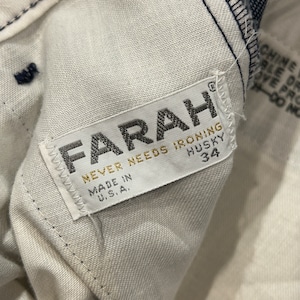 FARAH®
NEVER NEEDS IRONING
HUSKY
34
MADE IN
U.S.A.